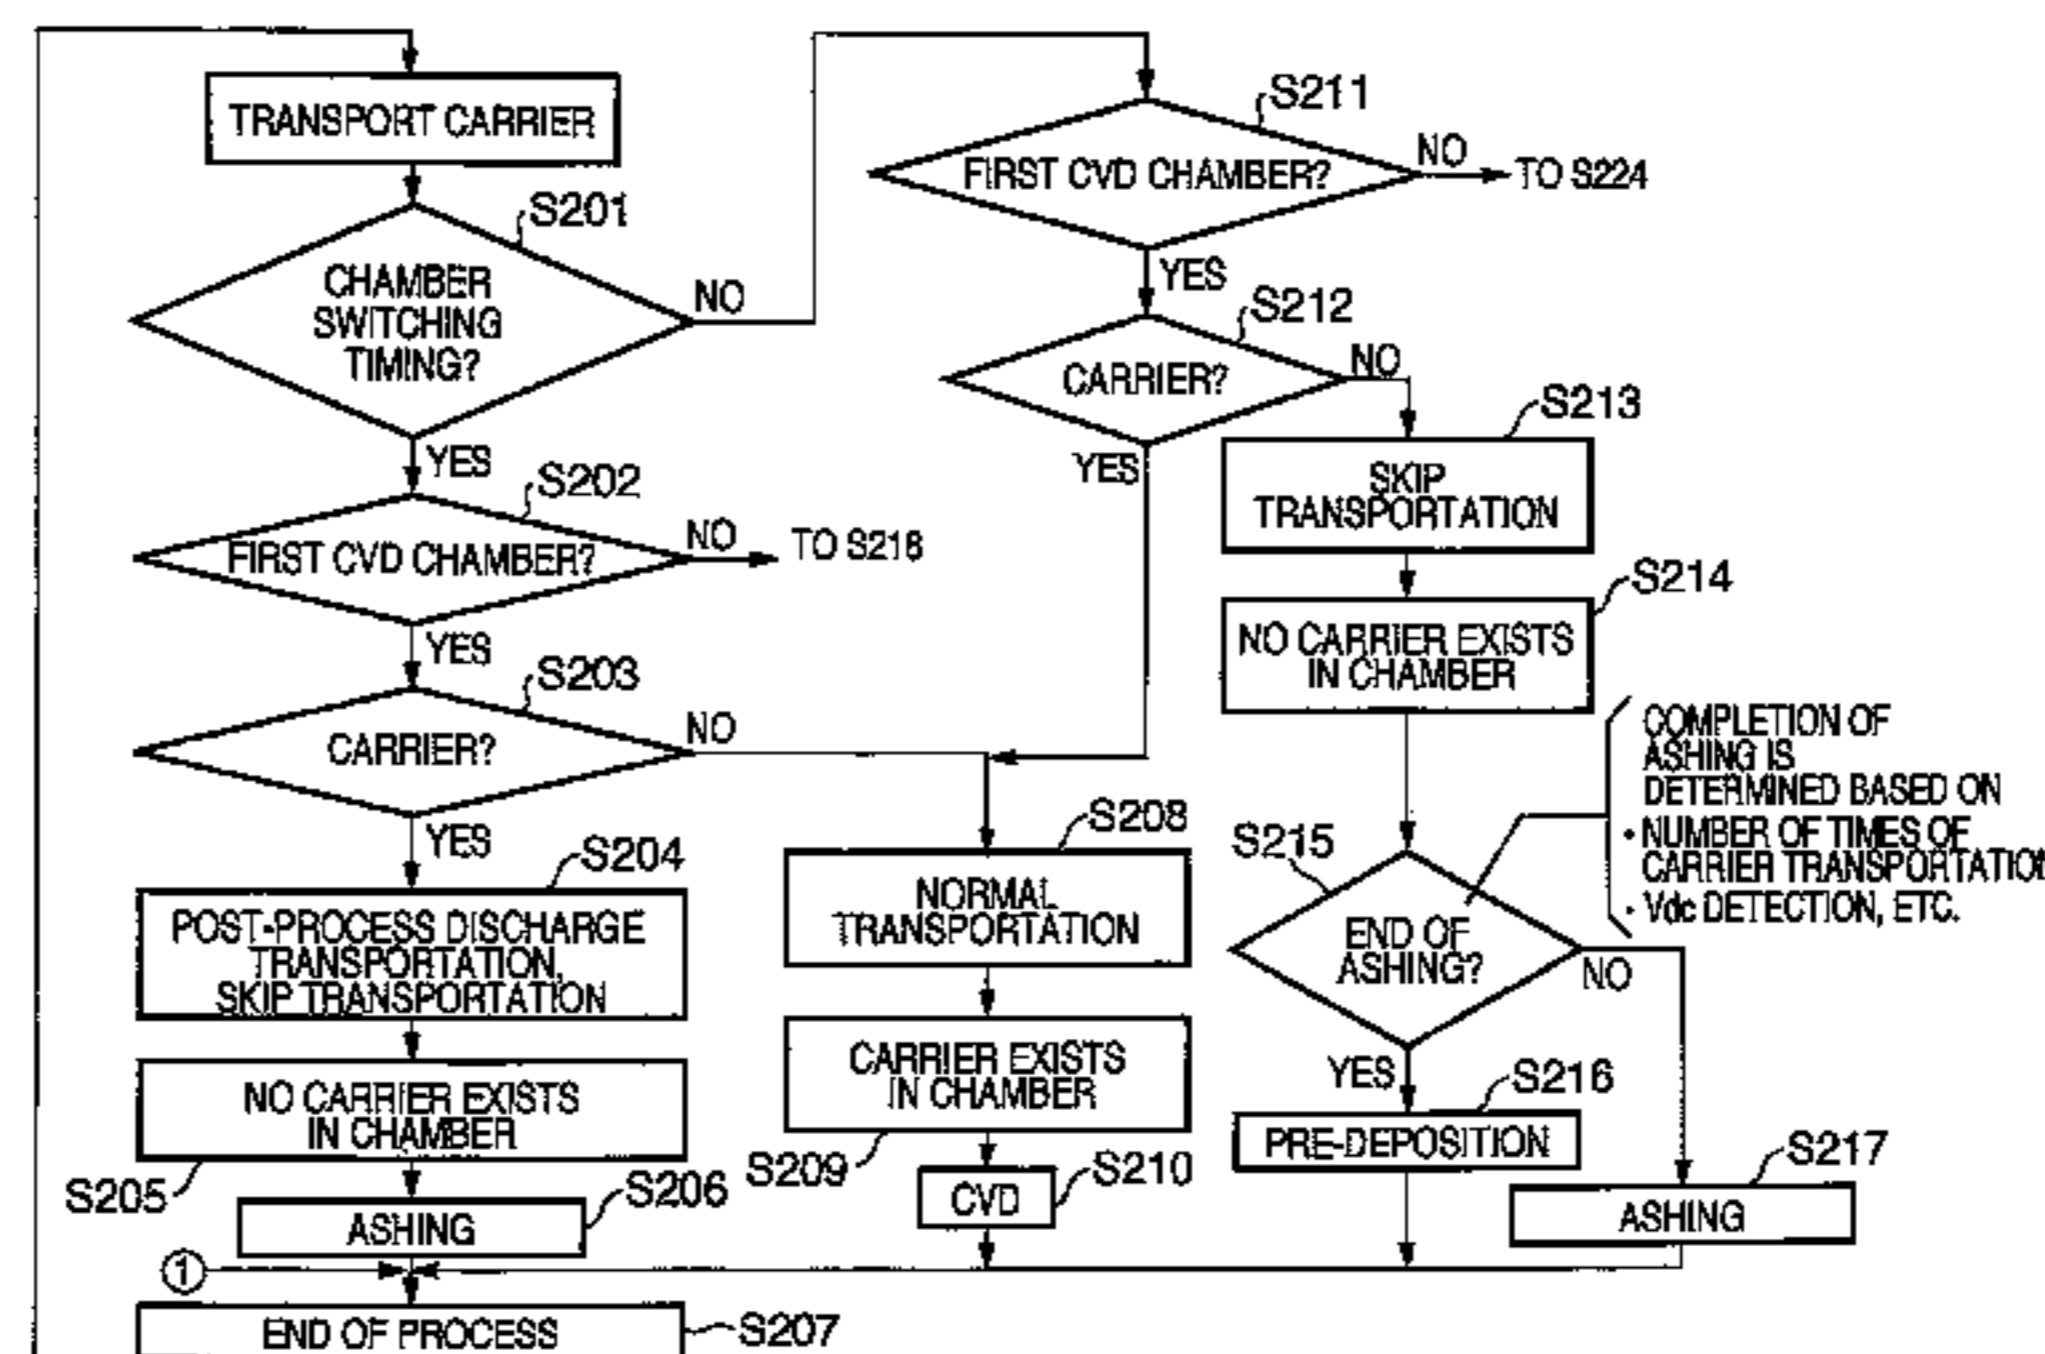 TRANSPORT CARRIER
S201
CHAMBER
SWITCHING
TIMING?
NO
YES
S202
FIRST CVD CHAMBER?
NO
TO S218
YES
S203
CARRIER?
NO
YES
S204
POST-PROCESS DISCHARGE
TRANSPORTATION,
SKIP TRANSPORTATION
NO CARRIER EXISTS
IN CHAMBER
S205
S206
ASHING
1
END OF PROCESS
S207
S211
FIRST CVD CHAMBER?
NO
TO S224
YES
S212
CARRIER?
NO
YES
S208
NORMAL
TRANSPORTATION
CARRIER EXISTS
IN CHAMBER
S209
S210
CVD
S213
SKIP
TRANSPORTATION
S214
NO CARRIER EXISTS
IN CHAMBER
COMPLETION OF
ASHING IS
DETERMINED BASED ON
• NUMBER OF TIMES OF
CARRIER TRANSPORTATION
• Vdc DETECTION, ETC.
S215
END OF
ASHING?
NO
YES
S216
PRE-DEPOSITION
S217
ASHING